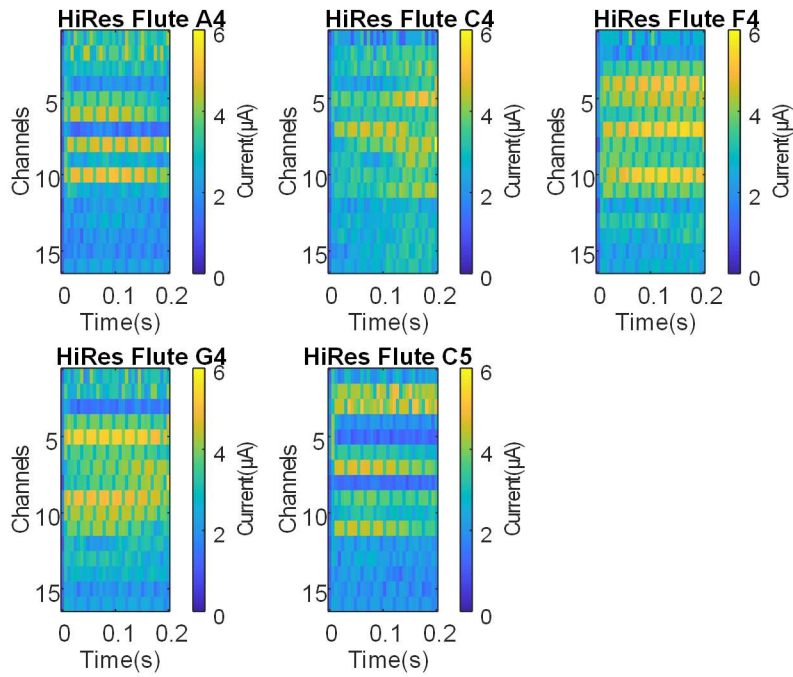 HiRes Flute A4
HiRes Flute C4
HiRes Flute F4
Channels
5
10
15
0
0.1
0.2
Time(s)
6
4
2
0
Current(µA)
Channels
5
10
15
0
0.1
0.2
Time(s)
6
4
2
0
Current(µA)
Channels
5
10
15
0
0.1
0.2
Time(s)
6
4
2
0
Current(µA)
HiRes Flute G4
HiRes Flute C5
Channels
5
10
15
0
0.1
0.2
Time(s)
6
4
2
0
Current(µA)
Channels
5
10
15
0
0.1
0.2
Time(s)
6
4
2
0
Current(µA)